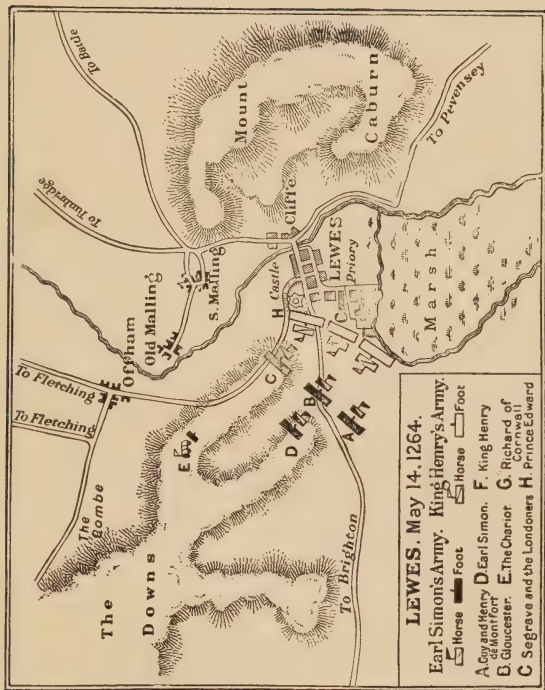 To Battle
To Tunbridge
To Fletching
To Fletching
Offham
Old Malling
S. Malling
Mount
Caburn
Cliffe
To Pevensey
Castle
LEWES
Priory
Marsh
The Combe
The
Downs
To Brighton
H
C
E
D
B
A
LEWES. May 14. 1264.
Earl Simon's Army. King Henry's Army.
Horse Foot Horse Foot
A. Guy and Henry de Montfort D. Earl Simon. F. King Henry
B. Gloucester. E. The Chariot G. Richard of Cornwall
C Segrave and the Londoners H. Prince Edward